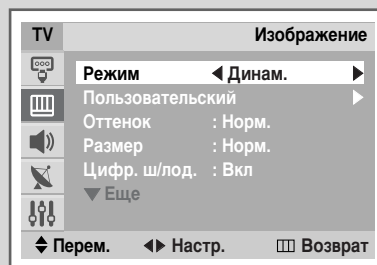 TV Изображение
Режим ◀ Динам. ▶
Пользовательский ▶
Оттенок : Норм.
Размер : Норм.
Цифр. ш/под. : Вкл
▼ Еще
Перем. Настр. Возврат